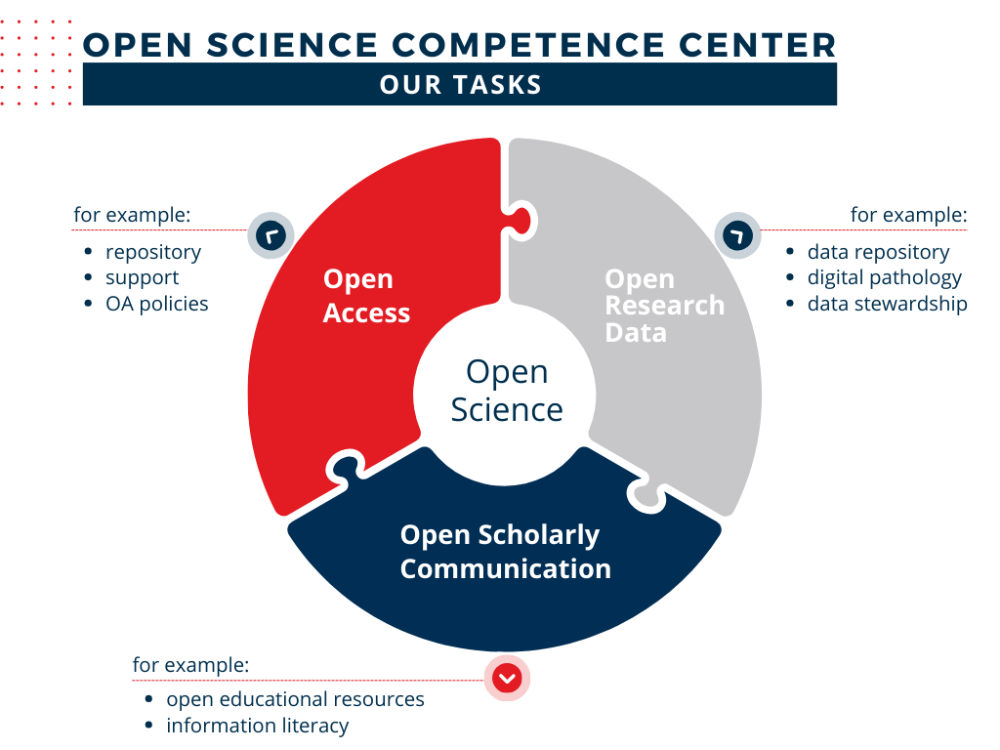 OPEN SCIENCE COMPETENCE CENTER
OUR TASKS
for example:
• repository
• support
• OA policies
Open
Access
Open
Research
Data
for example:
• data repository
• digital pathology
• data stewardship
Open
Science
Open Scholarly
Communication
for example:
• open educational resources
• information literacy